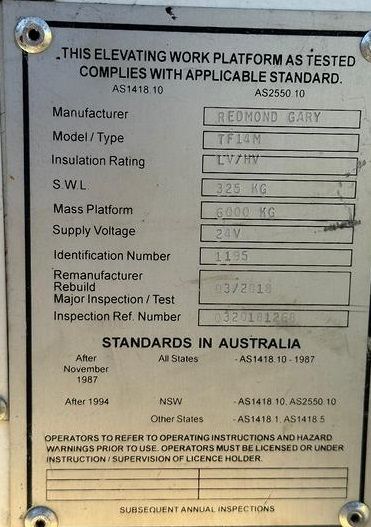 THIS ELEVATING WORK PLATFORM AS TESTED
COMPLIES WITH APPLICABLE STANDARD.
AS1418.10 AS2550.10
Manufacturer REDMOND GARY
Model / Type TF14M
Insulation Rating LV/HV
S.W.L 325 KG
Mass Platform 6000 KG
Supply Voltage 24V
Identification Number 1195
Remanufacturer
Rebuild 03/2018
Major Inspection / Test
Inspection Ref. Number 0320181268
STANDARDS IN AUSTRALIA
After All States - AS1418.10 - 1987
November
1987
After 1994 NSW - AS1418.10. AS2550.10
Other States - AS1418.1. AS1418.5
OPERATORS TO REFER TO OPERATING INSTRUCTIONS AND HAZARD
WARNINGS PRIOR TO USE. OPERATORS MUST BE LICENSED OR UNDER
INSTRUCTION / SUPERVISION OF LICENCE HOLDER.
SUBSEQUENT ANNUAL INSPECTIONS